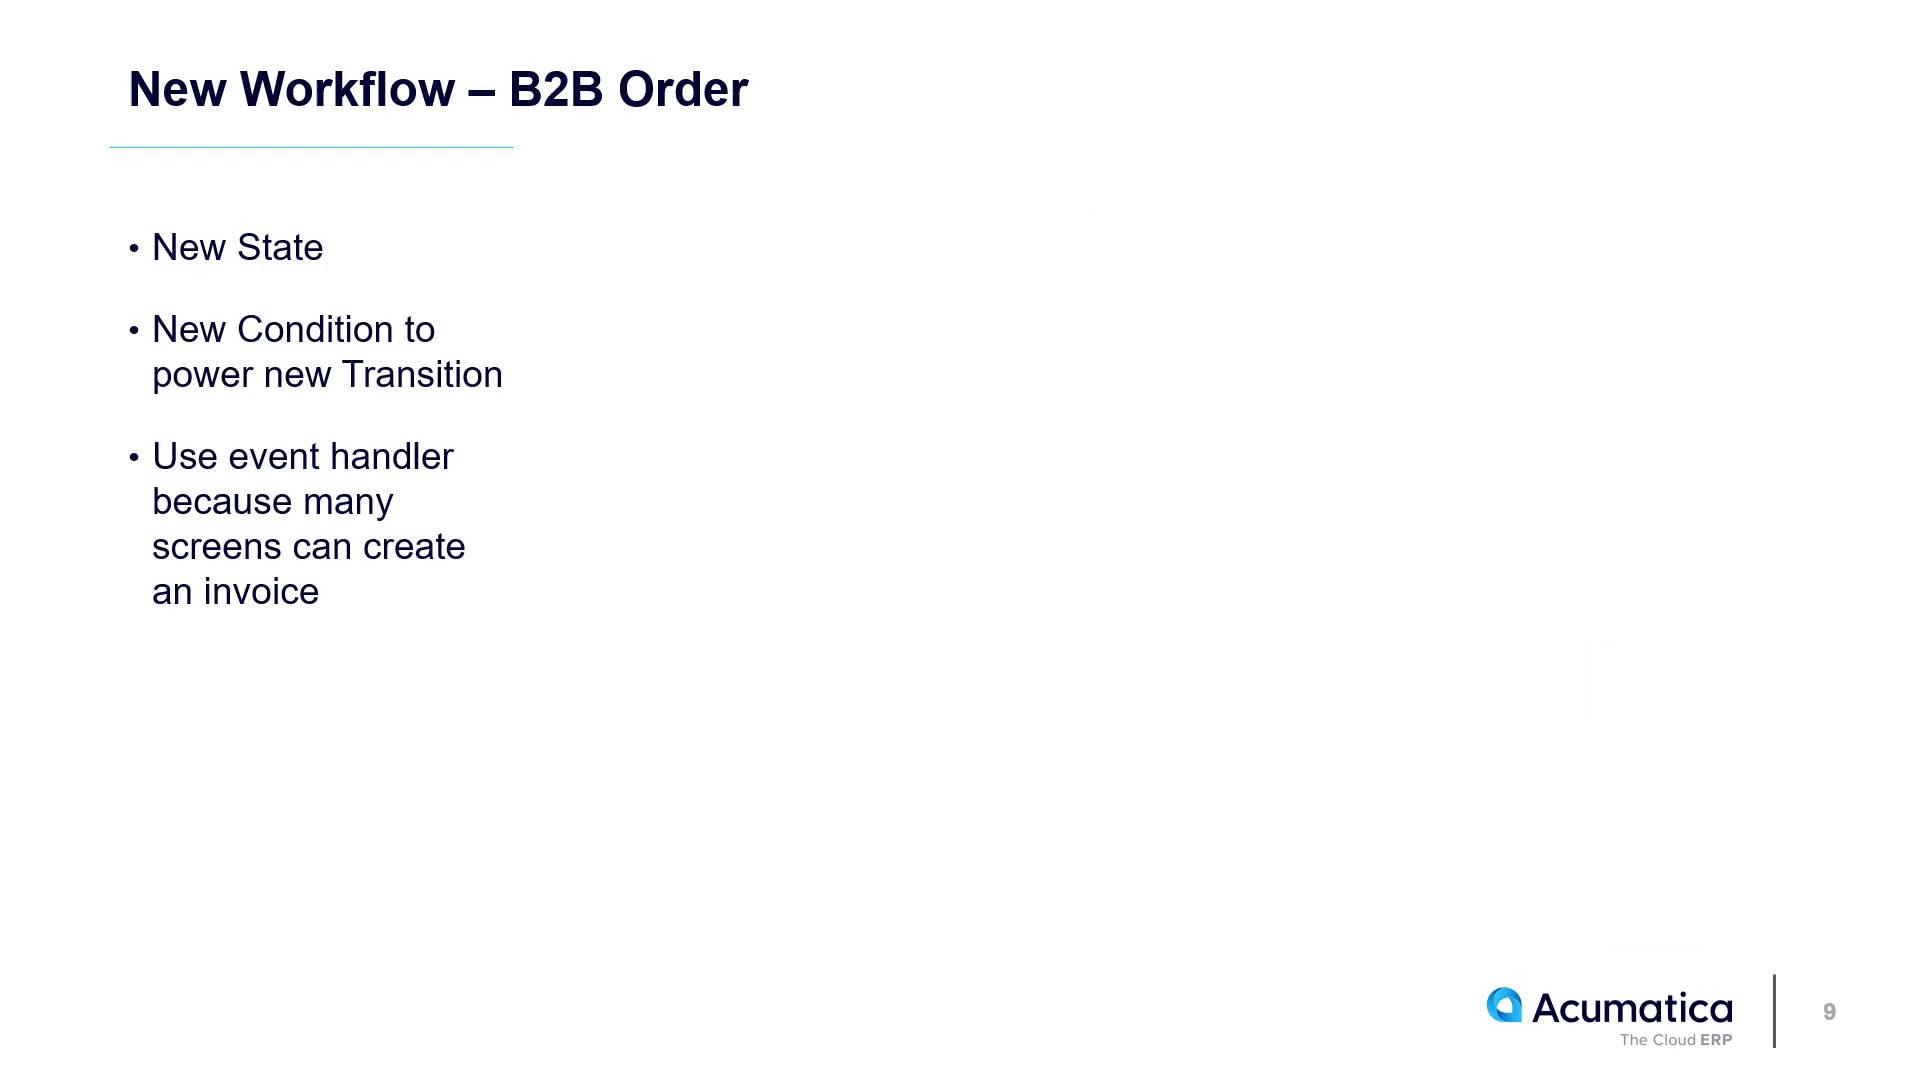 New Workflow – B2B Order
• New State
• New Condition to
power new Transition
• Use event handler
because many
screens can create
an invoice
Acumatica
The Cloud ERP
9